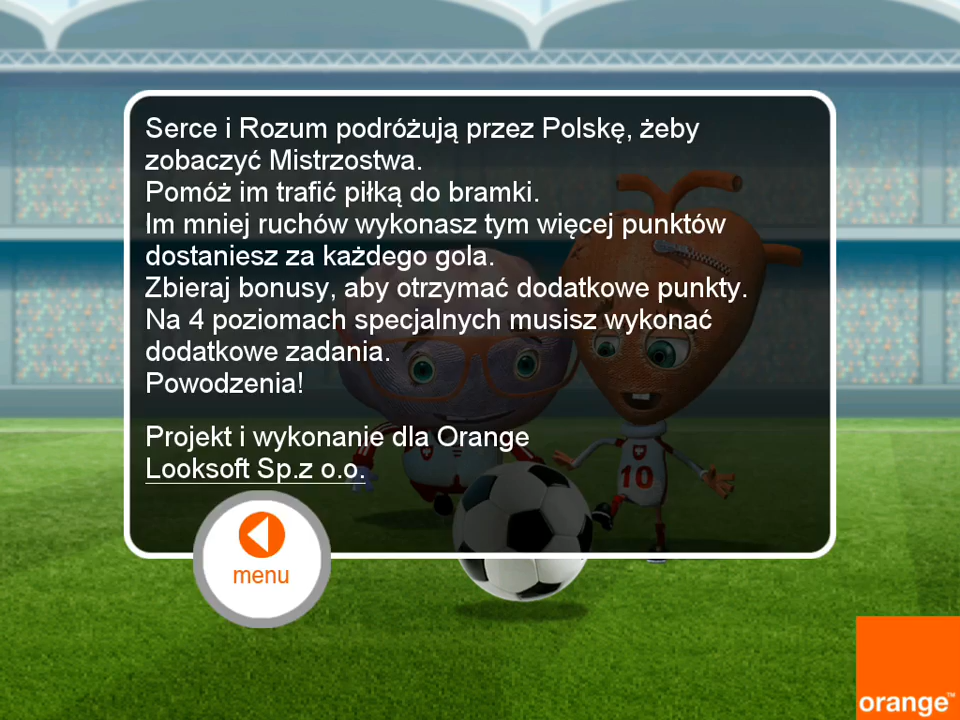 Serce i Rozum podróżują przez Polskę, żeby
zobaczyć Mistrzostwa.
Pomóż im trafić piłką do bramki.
Im mniej ruchów wykonasz tym więcej punktów
dostaniesz za każdego gola.
Zbieraj bonusy, aby otrzymać dodatkowe punkty.
Na 4 poziomach specjalnych musisz wykonać
dodatkowe zadania.
Powodzenia!
Projekt i wykonanie dla Orange
Looksoft Sp.z o.o.
10
menu
orange™